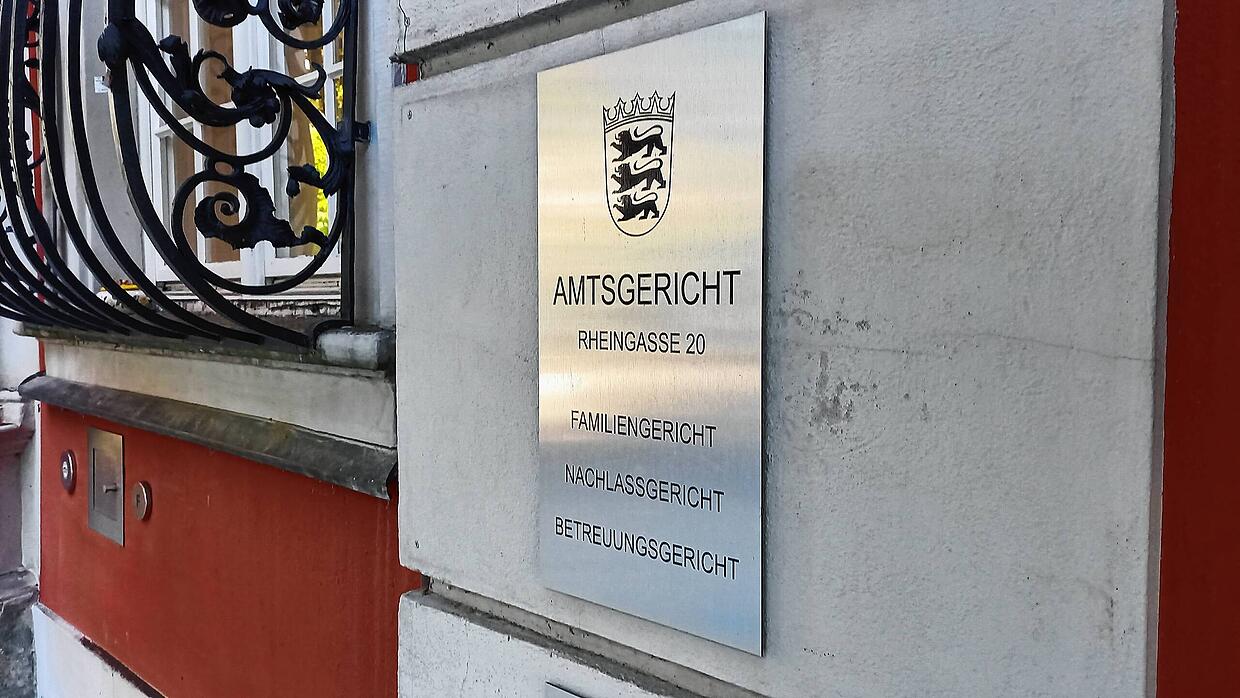 AMTSGERICHT
RHEINGASSE 20
FAMILIENGERICHT
NACHLASSGERICHT
BETREUUNGSGERICHT